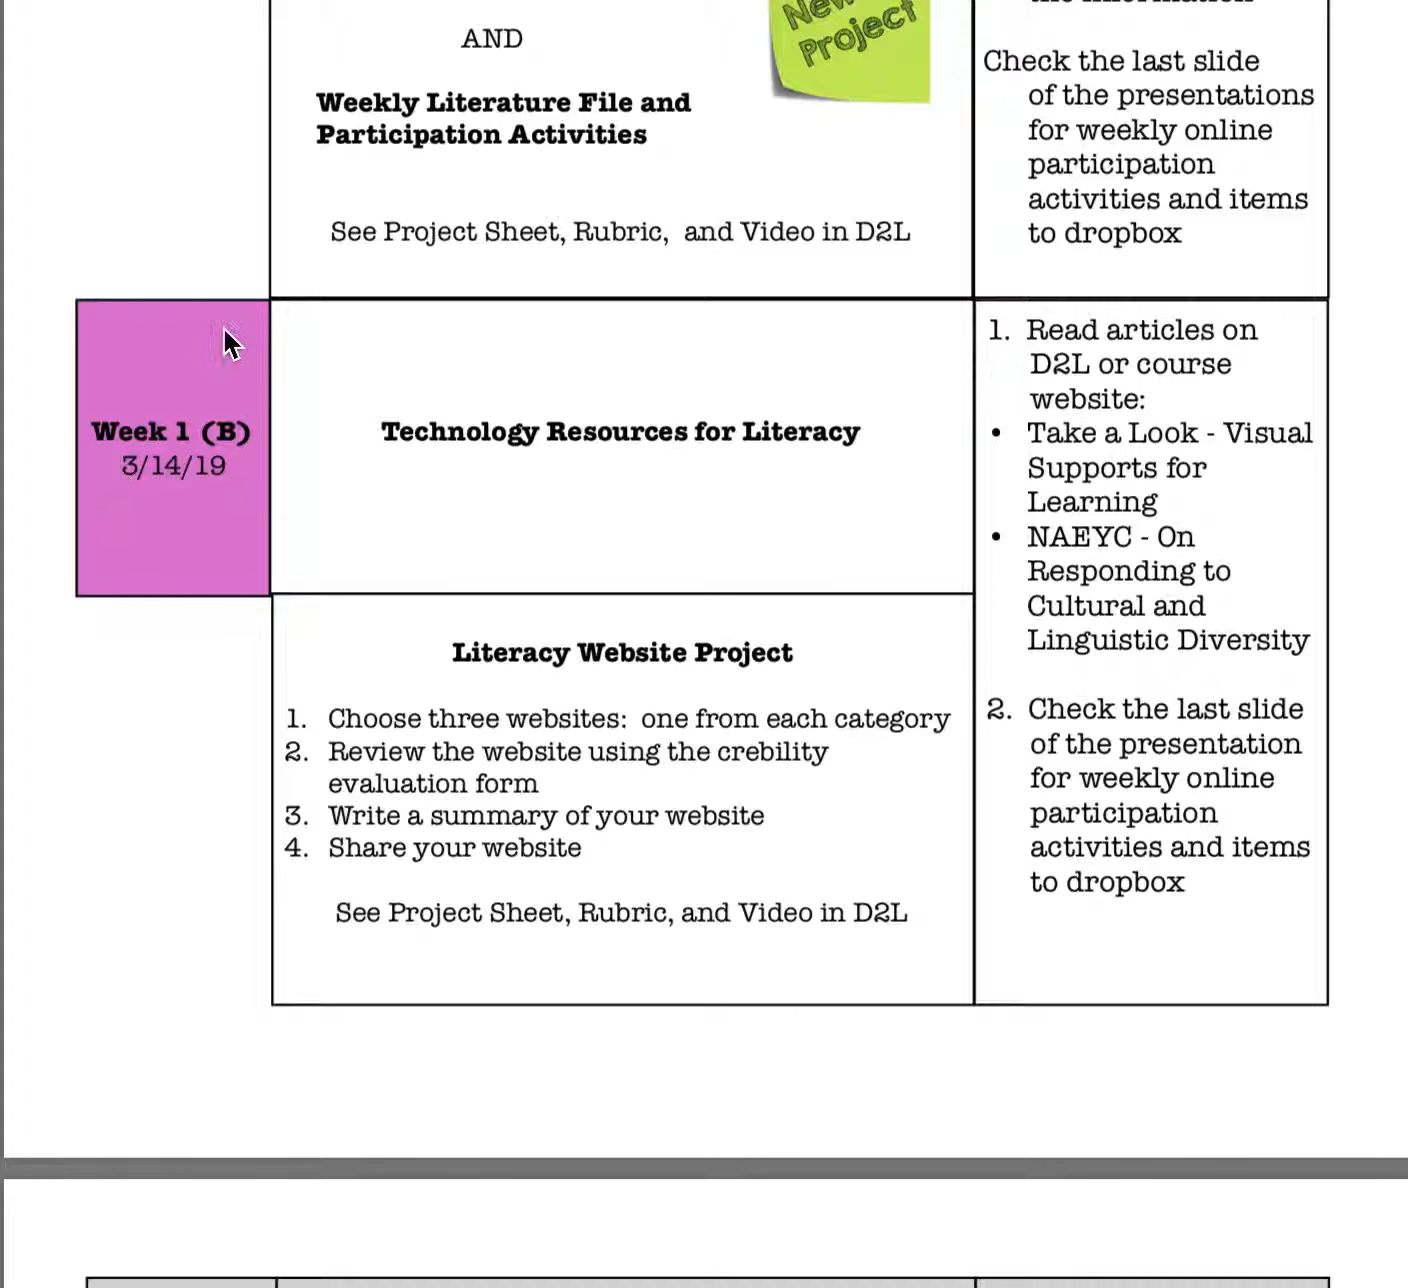 New
Project
AND
Weekly Literature File and
Participation Activities
See Project Sheet, Rubric,  and Video in D2L
the information
Check the last slide
of the presentations
for weekly online
participation
activities and items
to dropbox
Week 1 (B)
3/14/19
Technology Resources for Literacy
1. Read articles on
D2L or course
website:
• Take a Look - Visual
Supports for
Learning
• NAEYC - On
Responding to
Cultural and
Linguistic Diversity
2. Check the last slide
of the presentation
for weekly online
participation
activities and items
to dropbox
Literacy Website Project
1. Choose three websites:  one from each category
2. Review the website using the crebility
evaluation form
3. Write a summary of your website
4. Share your website
See Project Sheet, Rubric, and Video in D2L